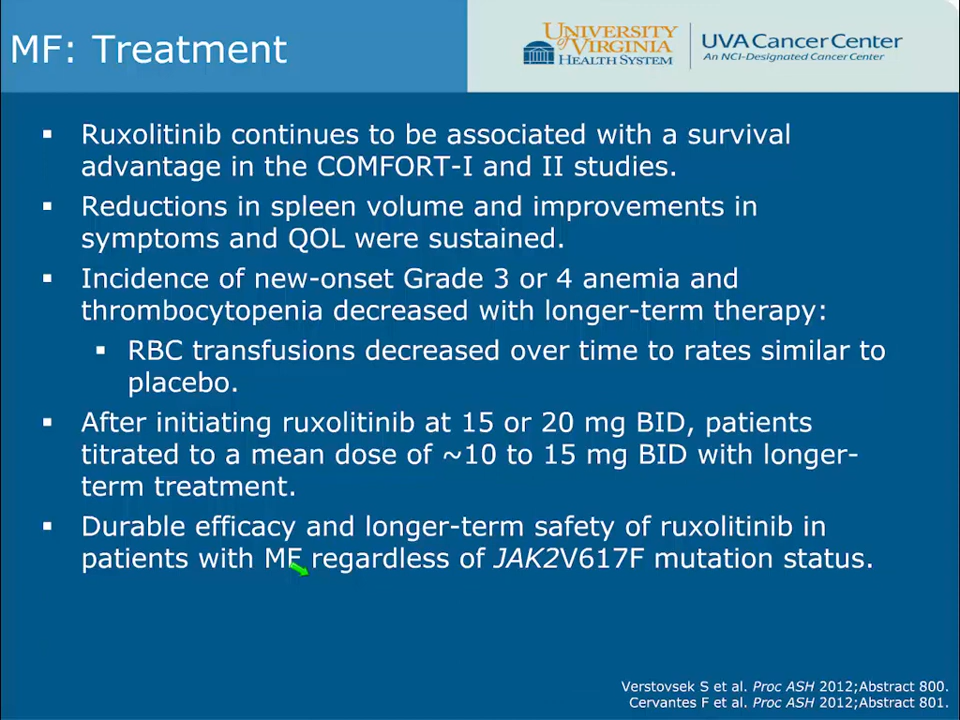 MF: Treatment
UNIVERSITY
of VIRGINIA
HEALTH SYSTEM
UVA Cancer Center
An NCI-Designated Cancer Center
▪ Ruxolitinib continues to be associated with a survival
advantage in the COMFORT-I and II studies.
▪ Reductions in spleen volume and improvements in
symptoms and QOL were sustained.
▪ Incidence of new-onset Grade 3 or 4 anemia and
thrombocytopenia decreased with longer-term therapy:
▪ RBC transfusions decreased over time to rates similar to
placebo.
▪ After initiating ruxolitinib at 15 or 20 mg BID, patients
titrated to a mean dose of ~10 to 15 mg BID with longer-
term treatment.
▪ Durable efficacy and longer-term safety of ruxolitinib in
patients with MF regardless of JAK2V617F mutation status.
Verstovsek S et al. Proc ASH 2012;Abstract 800.
Cervantes F et al. Proc ASH 2012;Abstract 801.